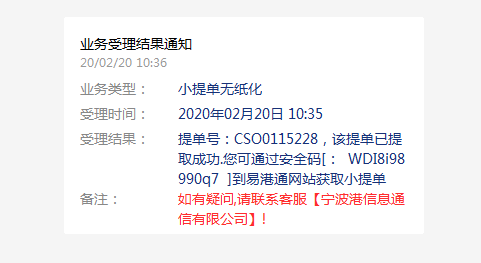 业务受理结果通知
20/02/20 10:36
业务类型： 小提单无纸化
受理时间： 2020年02月20日 10:35
受理结果： 提单号：CSO0115228，该提单已提
取成功.您可通过安全码[： WDI8i98
990q7 ]到易港通网站获取小提单
备注： 如有疑问,请联系客服【宁波港信息通
信有限公司】!